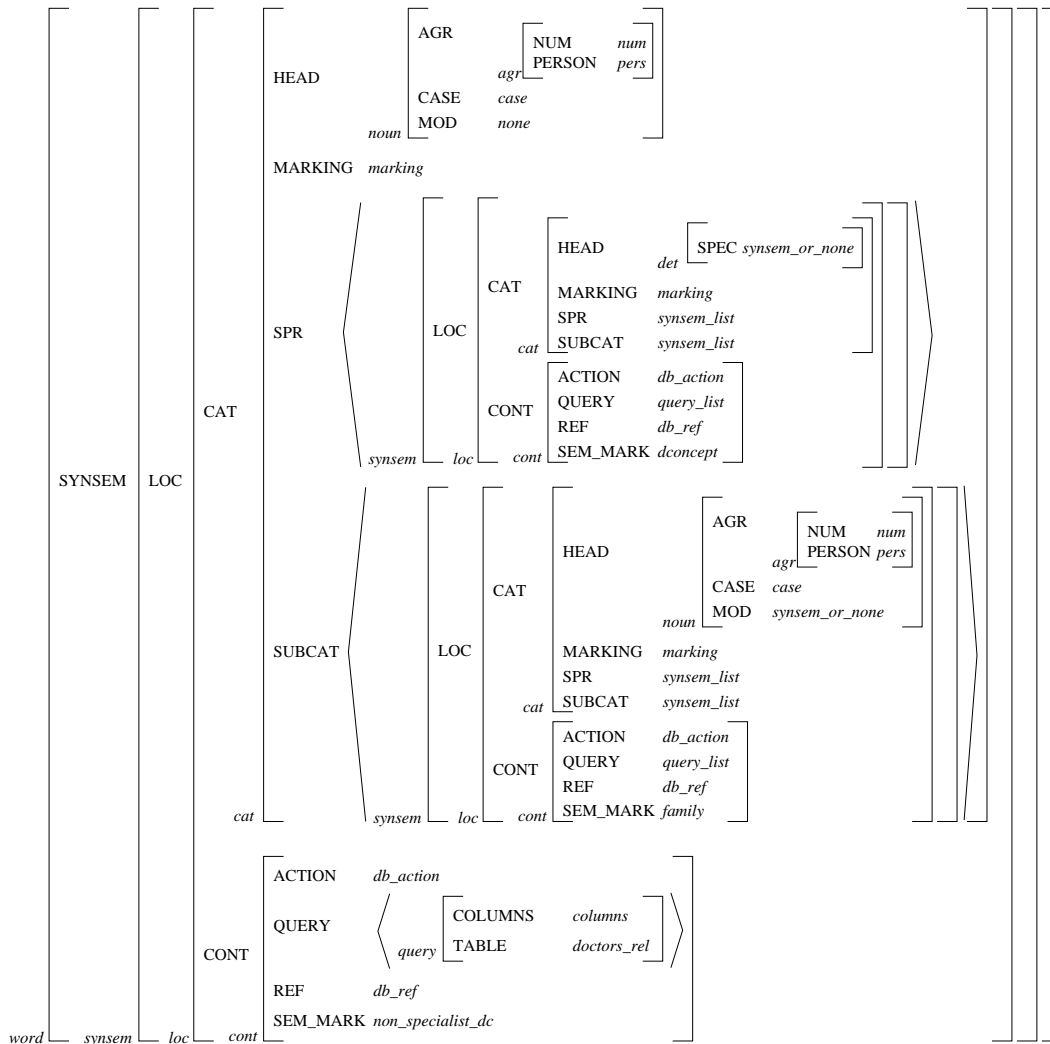 AGR
NUM num
PERSON pers
agr
HEAD
CASE case
MOD none
noun
MARKING marking
HEAD
SPEC synsem_or_none
det
CAT
MARKING marking
SPR synsem_list
SPR
LOC
SUBCAT synsem_list
cat
ACTION db_action
QUERY query_list
CAT
CONT
REF db_ref
SEM_MARK dconcept
synsem
loc
cont
SYNSEM
LOC
AGR
NUM num
PERSON pers
agr
HEAD
CASE case
CAT
MOD synsem_or_none
noun
SUBCAT
LOC
MARKING marking
SPR synsem_list
SUBCAT synsem_list
cat
ACTION db_action
QUERY query_list
CONT
REF db_ref
SEM_MARK family
cat
synsem
loc
cont
ACTION db_action
QUERY
COLUMNS columns
TABLE doctors_rel
query
CONT
REF db_ref
SEM_MARK non_specialist_dc
word
synsem
loc
cont